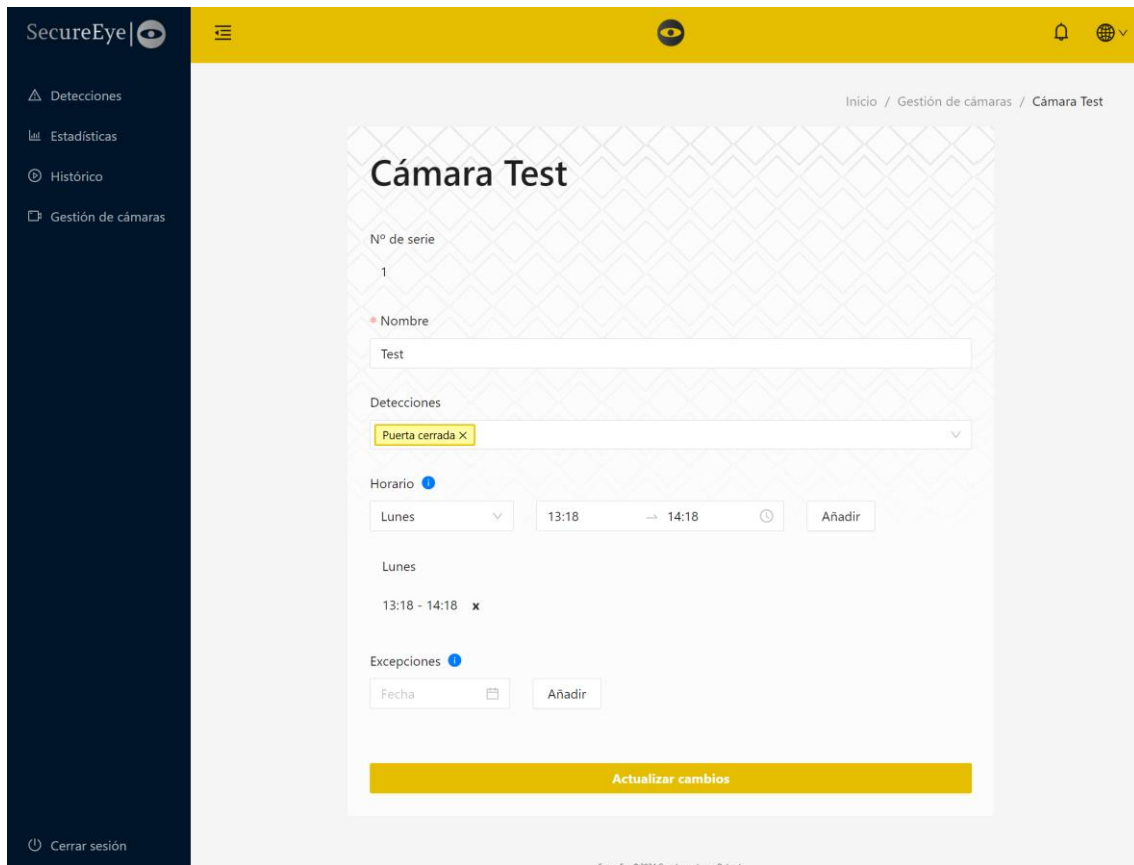 SecureEye
Detecciones
Estadísticas
Histórico
Gestión de cámaras
Cerrar sesión
Inicio / Gestión de cámaras / Cámara Test
Cámara Test
Nº de serie
1
* Nombre
Test
Detecciones
Puerta cerrada ×
Horario
Lunes 13:18 → 14:18 Añadir
Lunes
13:18 - 14:18 x
Excepciones
Fecha Añadir
Actualizar cambios